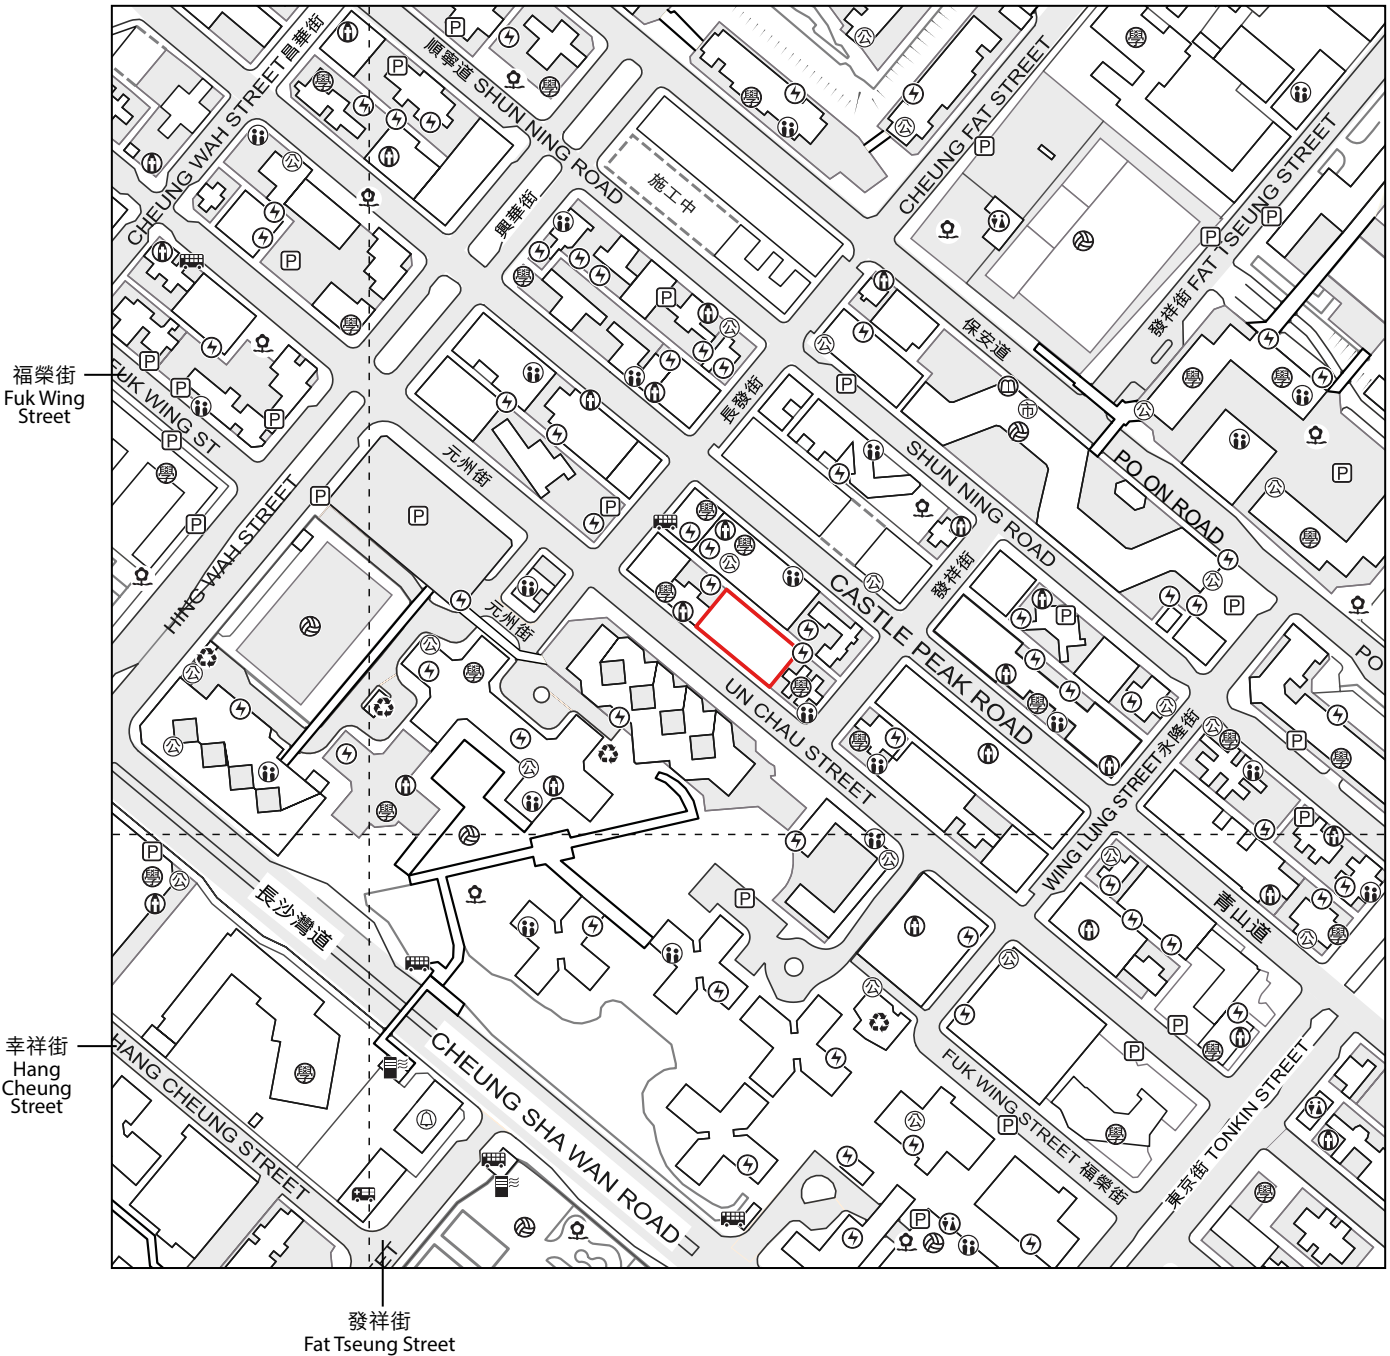 CHEUNG WAH STREET 昌華街
順寧道 SHUN NING ROAD
施工中
CHEUNG FAT STREET
發祥街 FAT TSEUNG STREET
興華街
保安道
福榮街
Fuk Wing
Street
FUK WING ST
長發街
元州街
SHUN NING ROAD
PO ON ROAD
HING WAH STREET
元州街
CASTLE PEAK ROAD
發祥街
PO
UN CHAU STREET
WING LUNG STREET 永隆街
青山道
長沙灣道
幸祥街
Hang
Cheung
Street
HANG CHEUNG STREET
CHEUNG SHA WAN ROAD
FUK WING STREET 福榮街
東京街 TONKIN STREET
ET
發祥街
Fat Tseung Street